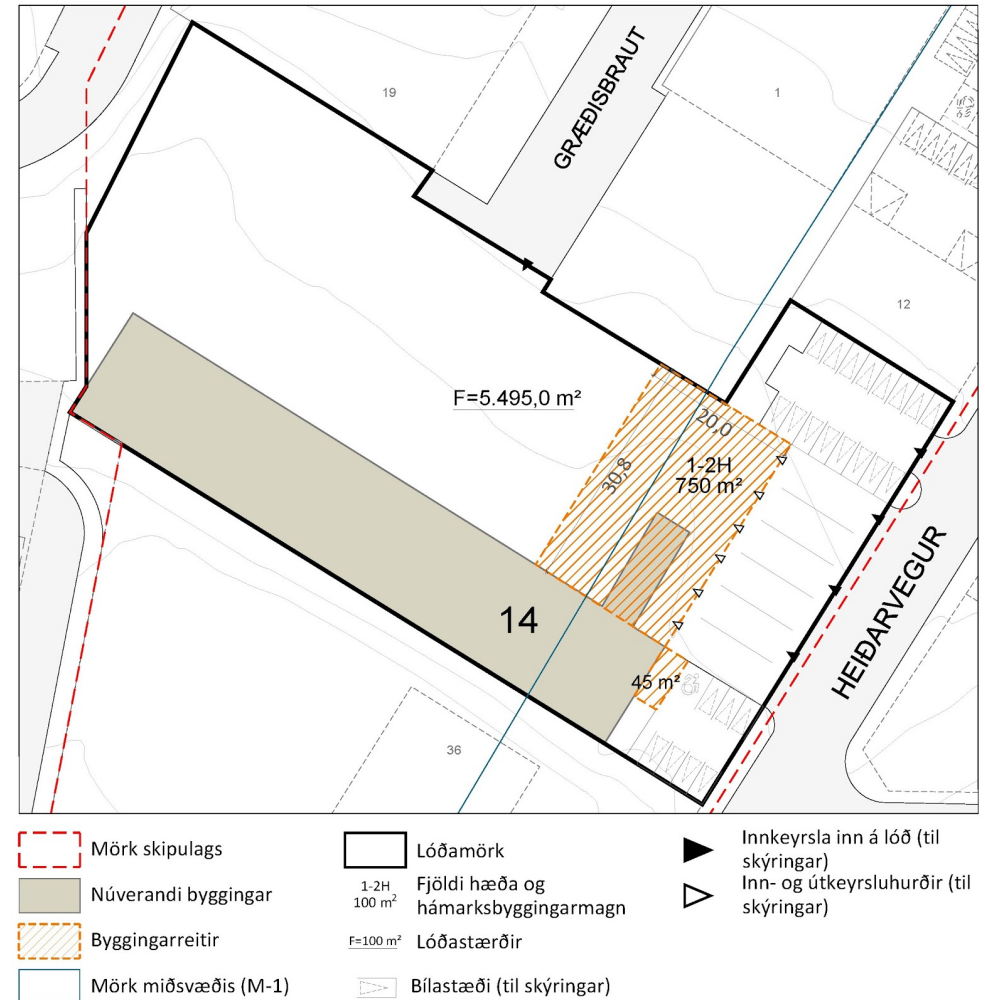 19
GRÆÐISBRAUT
1
12
F=5.495,0 m²
20,0
30,8
1-2H
750 m²
14
45 m²
HEIÐARVEGUR
36
Mörk skipulags
Núverandi byggingar
Byggingarreitir
Mörk miðsvæðis (M-1)
Lóðamörk
1-2H
100 m²
Fjöldi hæða og
hámarksbyggingarmagn
F=100 m²
Lóðastærðir
Bílastæði (til skýringar)
Innkeyrsla inn á lóð (til
skýringar)
Inn- og útkeyrsluhurðir (til
skýringar)